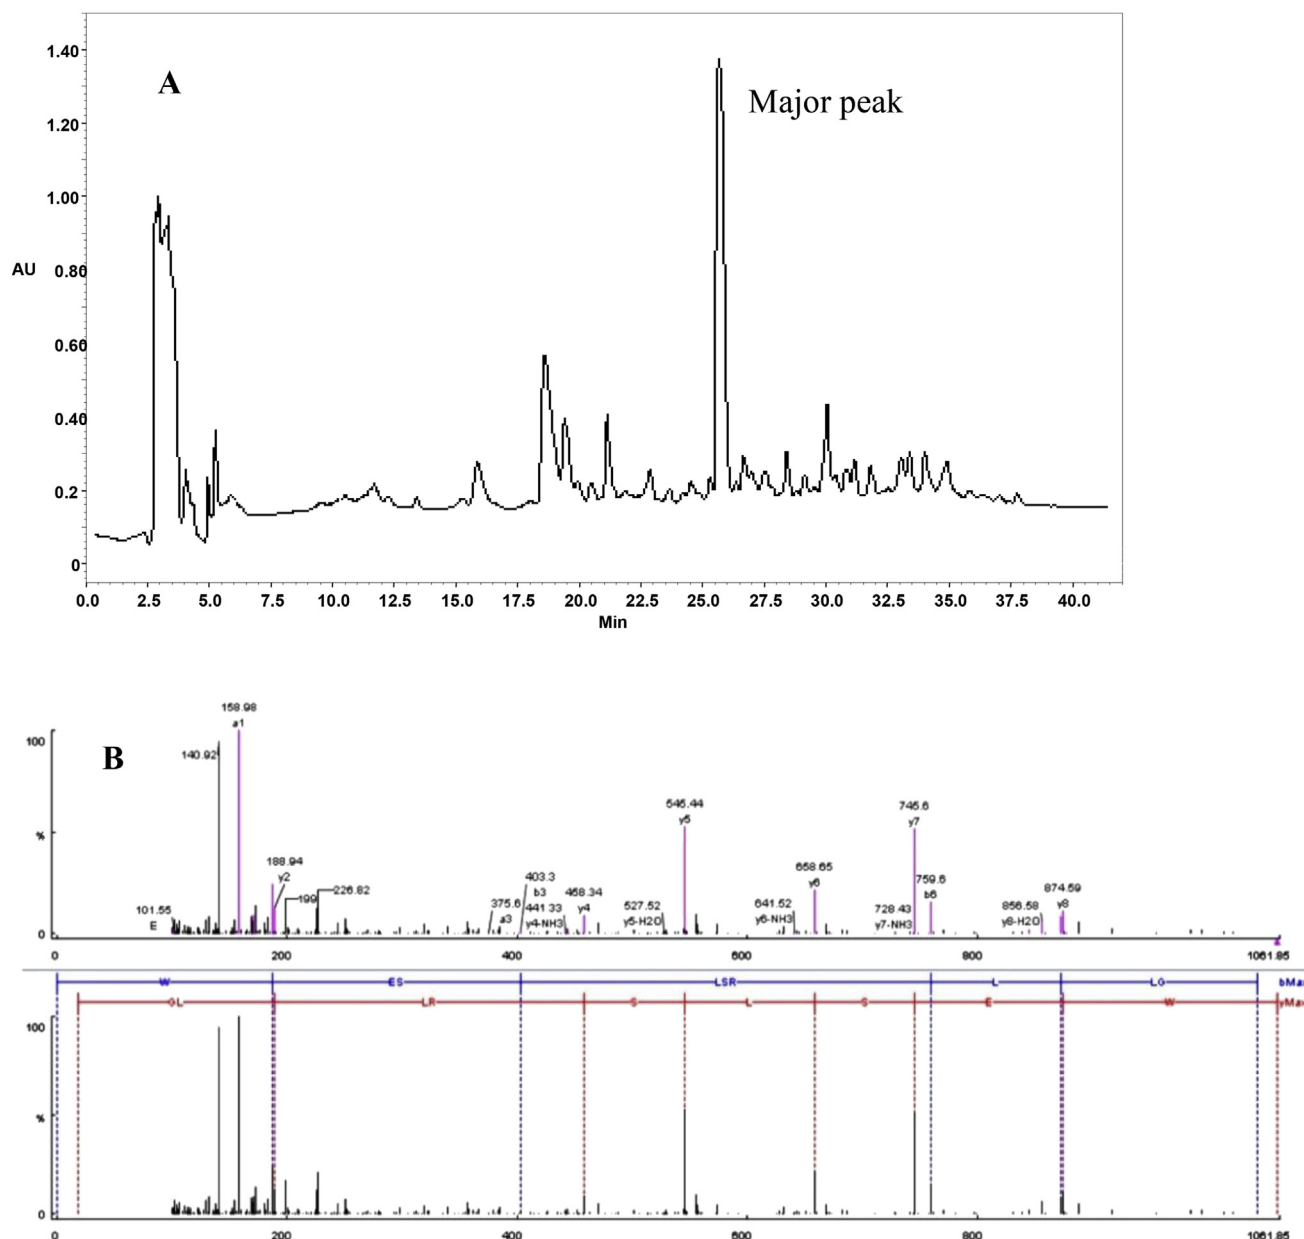 A
Major peak
1.40
1.20
1.00
0.80
AU
0.60
0.40
0.2
0
0.0 2.5 5.0 7.5 10.0 12.5 15.0 17.5 20.0 22.5 25.0 27.5 30.0 32.5 35.0 37.5 40.0
Min
B
158.98
a1
100
140.92
%
188.94
y2
101.55
E
199
226.82
375.6
a3
403.3
b3
441.33
y4-NH3
458.34
y4
527.52
y5-H2O
545.44
y5
641.52
y6-NH3
658.65
y6
745.6
y7
728.43
y7-NH3
759.6
b6
856.58
y8-H2O
874.59
y8
0
0 200 400 600 800 1061.85
W ES LSR L LG bMax
GL LR S L S E W yMax
100
%
0
0 200 400 600 800 1061.85